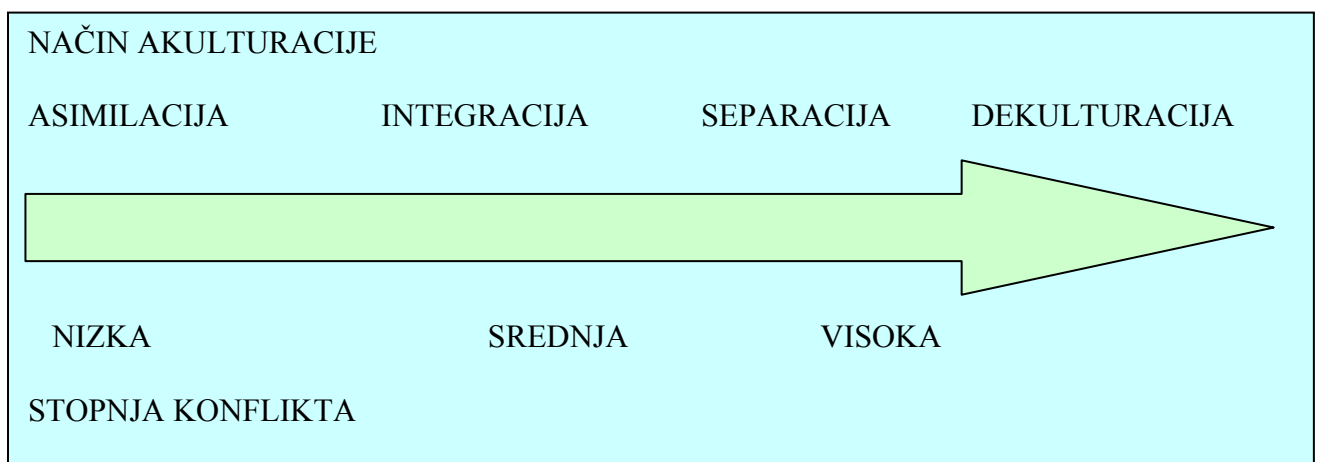 NAČIN AKULTURACIJE
ASIMILACIJA INTEGRACIJA SEPARACIJA DEKULTURACIJA
NIZKA SREDNJA VISOKA
STOPNJA KONFLIKTA